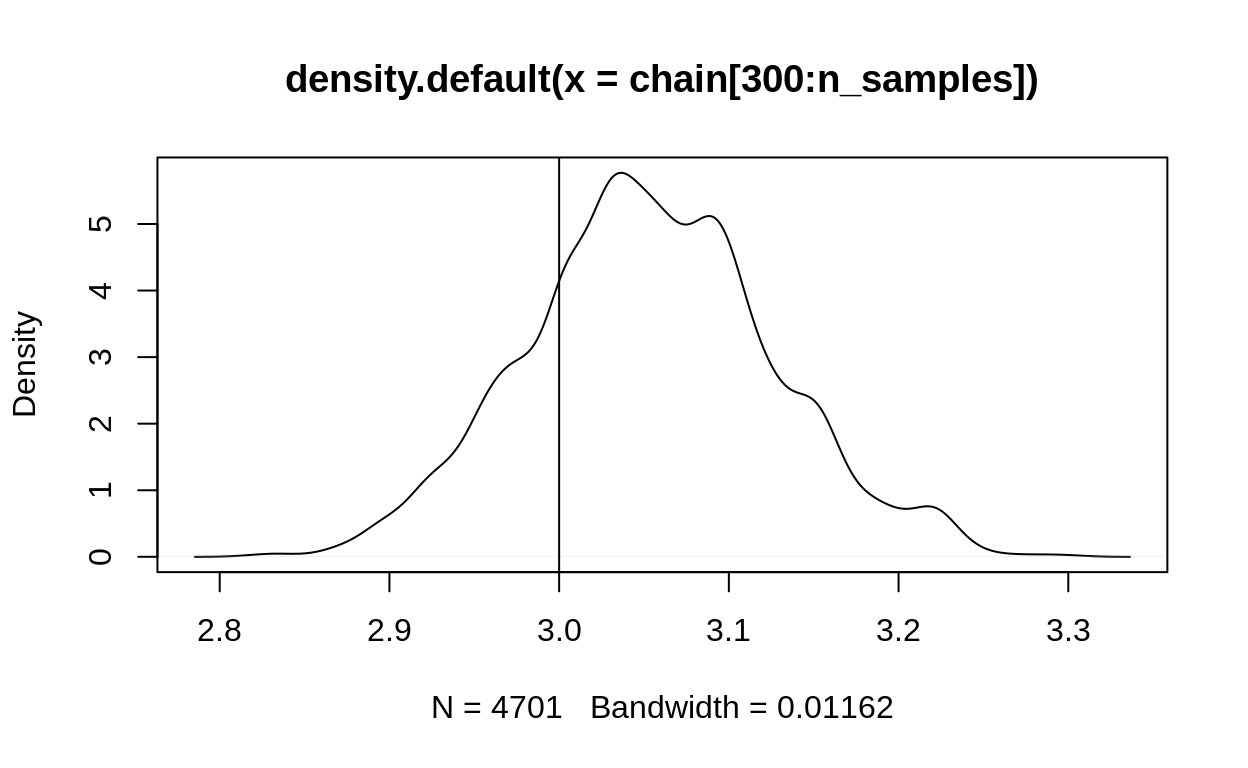 density.default(x = chain[300:n_samples])
Density
5
4
3
2
1
0
2.8 2.9 3.0 3.1 3.2 3.3
N = 4701 Bandwidth = 0.01162